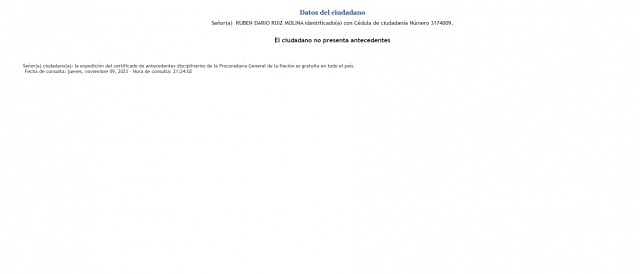 Datos del ciudadano
Señor(a) RUBEN DARIO RUIZ MOLINA identificado(a) con Cédula de ciudadanía Número 3174009.
El ciudadano no presenta antecedentes
Señor(a) ciudadano(a): la expedición del certificado de antecedentes disciplinarios de la Procuraduría General de la Nación es gratuita en todo el país.
Fecha de consulta: jueves, noviembre 09, 2023 - Hora de consulta: 21:24:02